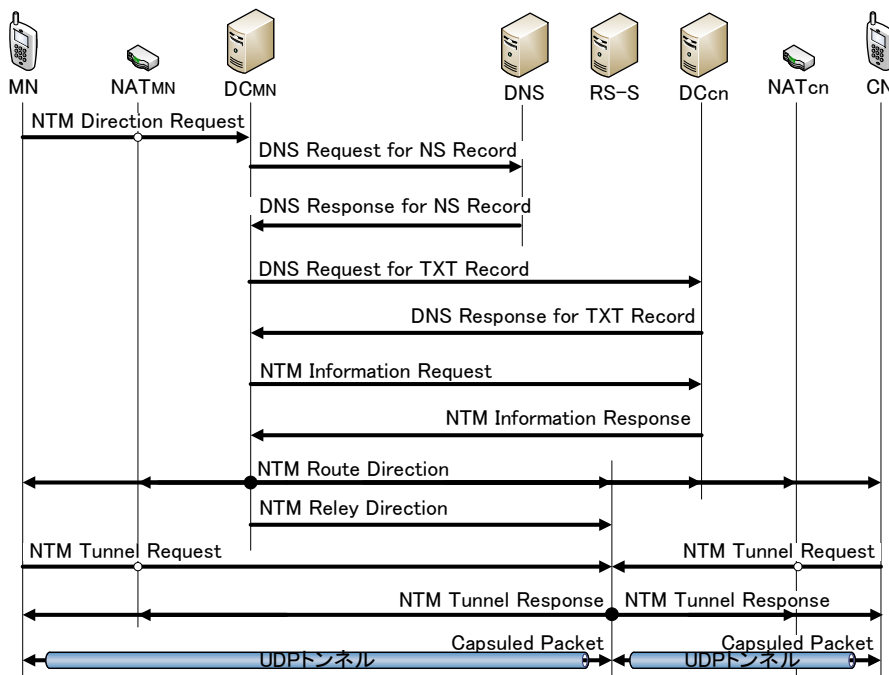 MN
NATMN
DCMN
DNS
RS-S
DCcn
NATcn
CN
NTM Direction Request
DNS Request for NS Record
DNS Response for NS Record
DNS Request for TXT Record
DNS Response for TXT Record
NTM Information Request
NTM Information Response
NTM Route Direction
NTM Reley Direction
NTM Tunnel Request
NTM Tunnel Request
NTM Tunnel Response
NTM Tunnel Response
Capsuled Packet
Capsuled Packet
UDPトンネル
UDPトンネル